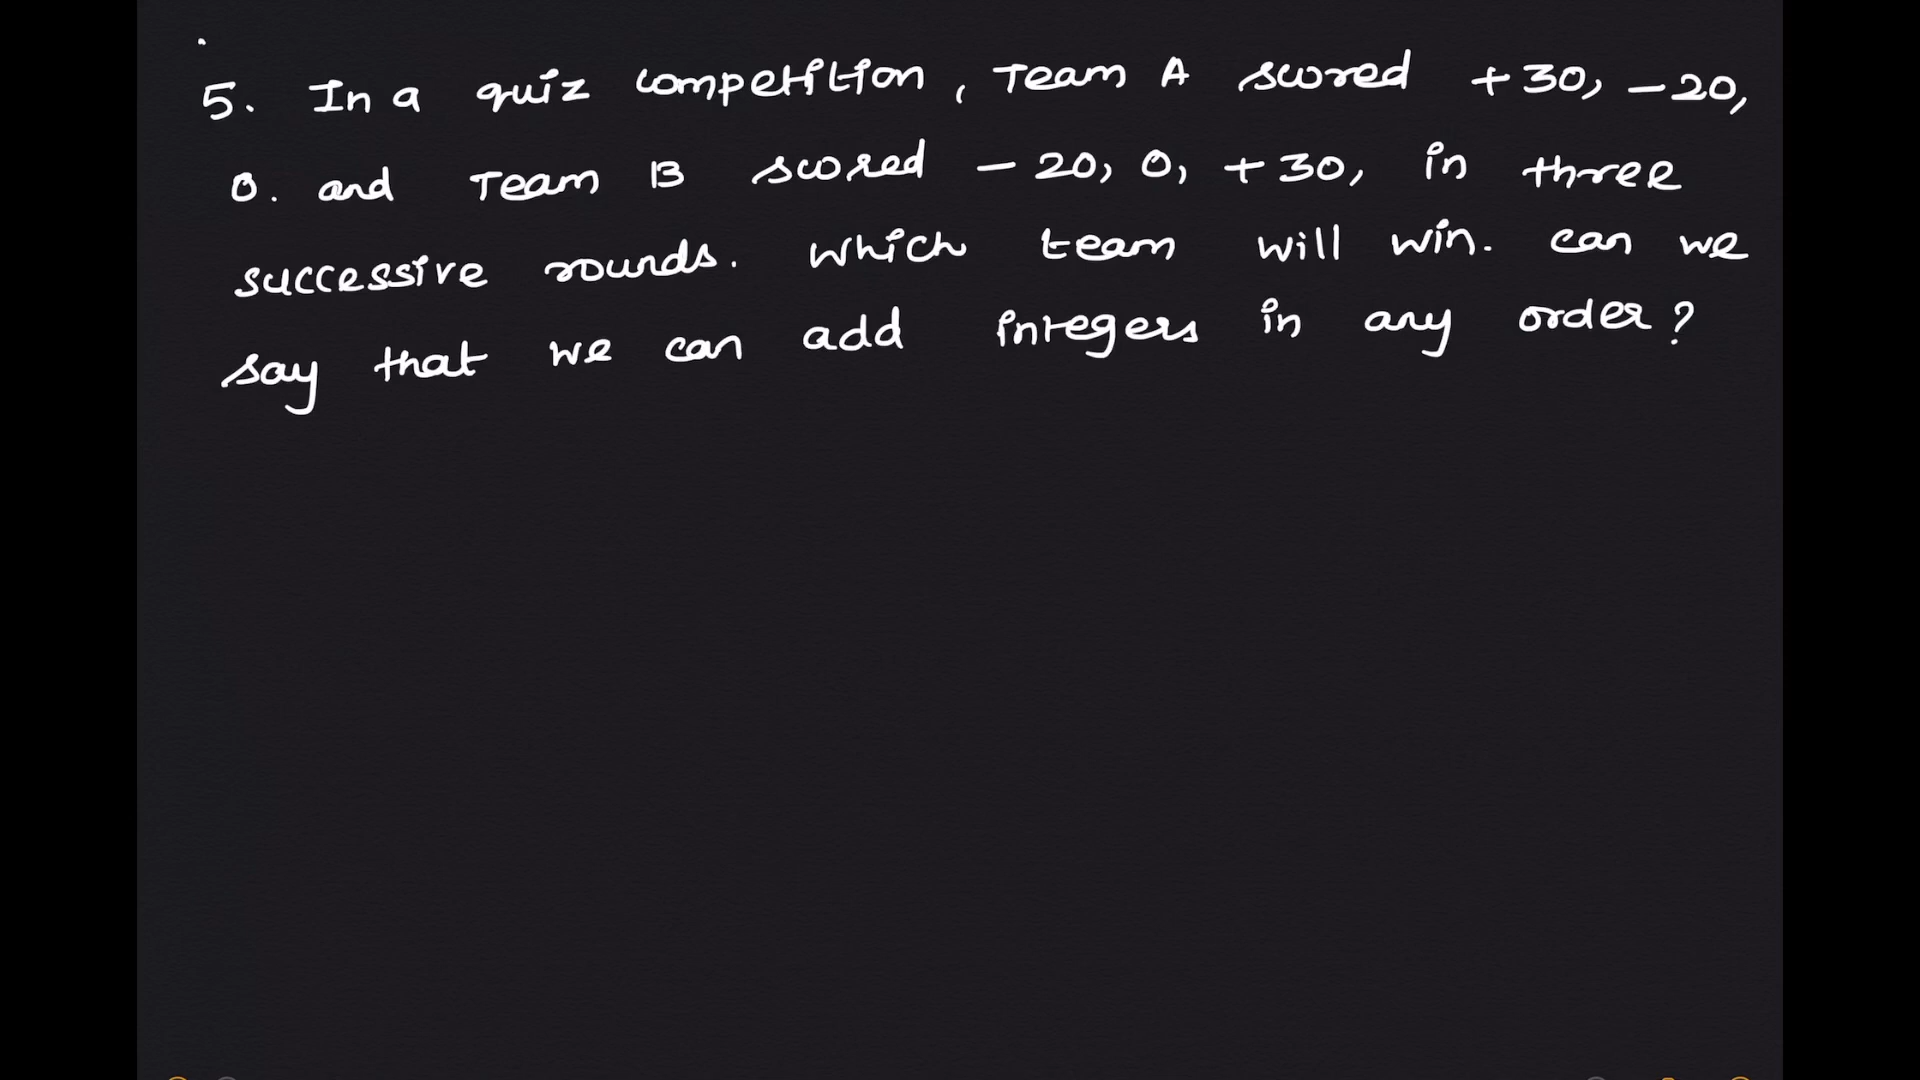 5. In a quiz competition, Team A scored +30, -20,
0. and Team B scored - 20, 0, +30, in three
successive rounds. which team will win. can we
say that we can add integers in any order?